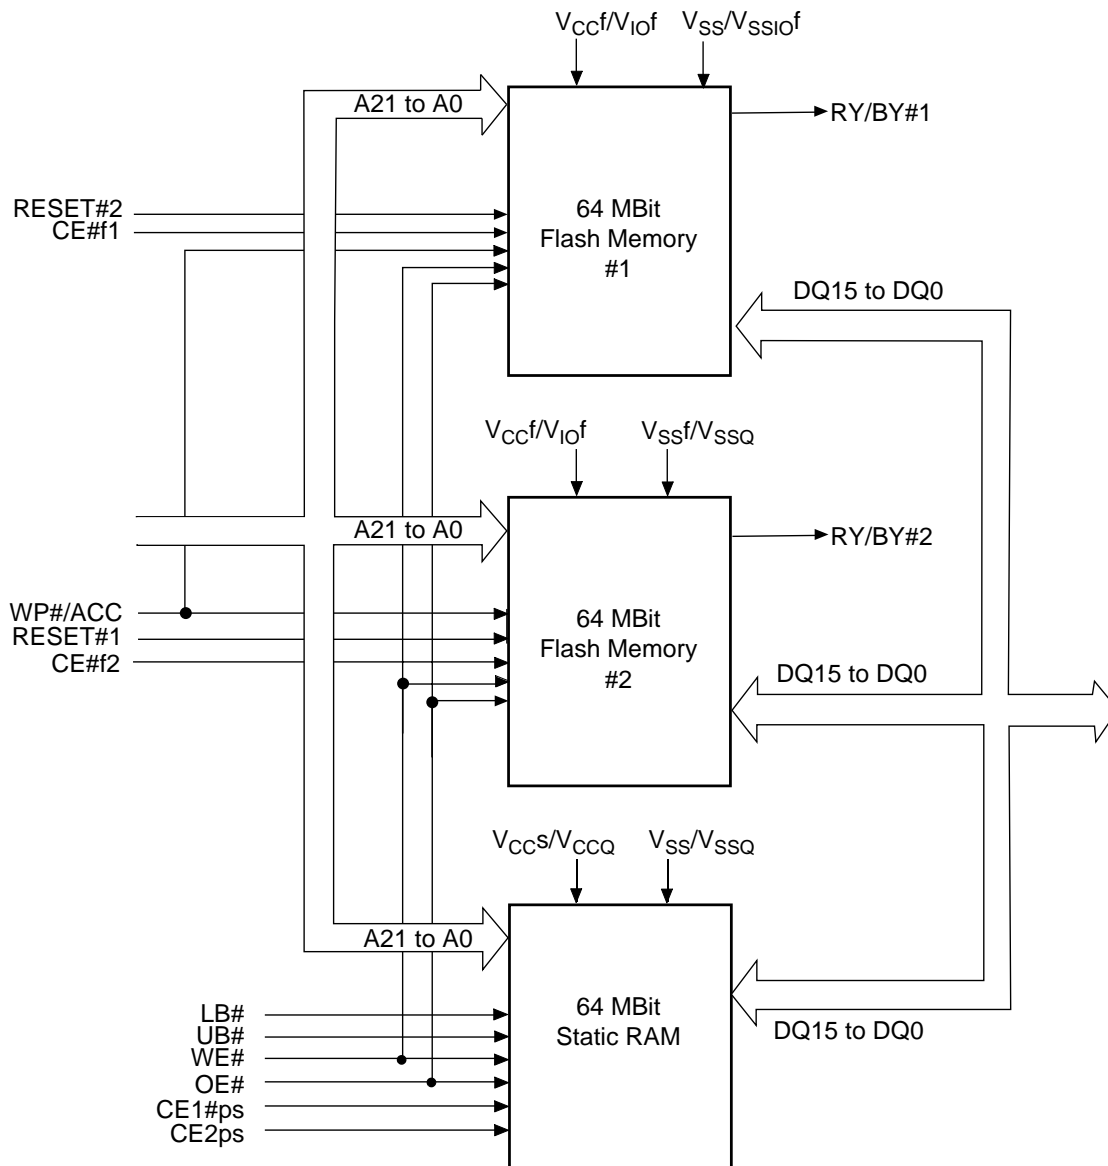 VCCf/VIOf
VSS/VSSIOf
A21 to A0
RY/BY#1
RESET#2
CE#f1
64 MBit
Flash Memory
#1
DQ15 to DQ0
VCCf/VIOf
VSSf/VSSQ
A21 to A0
RY/BY#2
WP#/ACC
RESET#1
CE#f2
64 MBit
Flash Memory
#2
DQ15 to DQ0
VCCs/VCCQ
VSS/VSSQ
A21 to A0
LB#
UB#
WE#
OE#
CE1#ps
CE2ps
64 MBit
Static RAM
DQ15 to DQ0